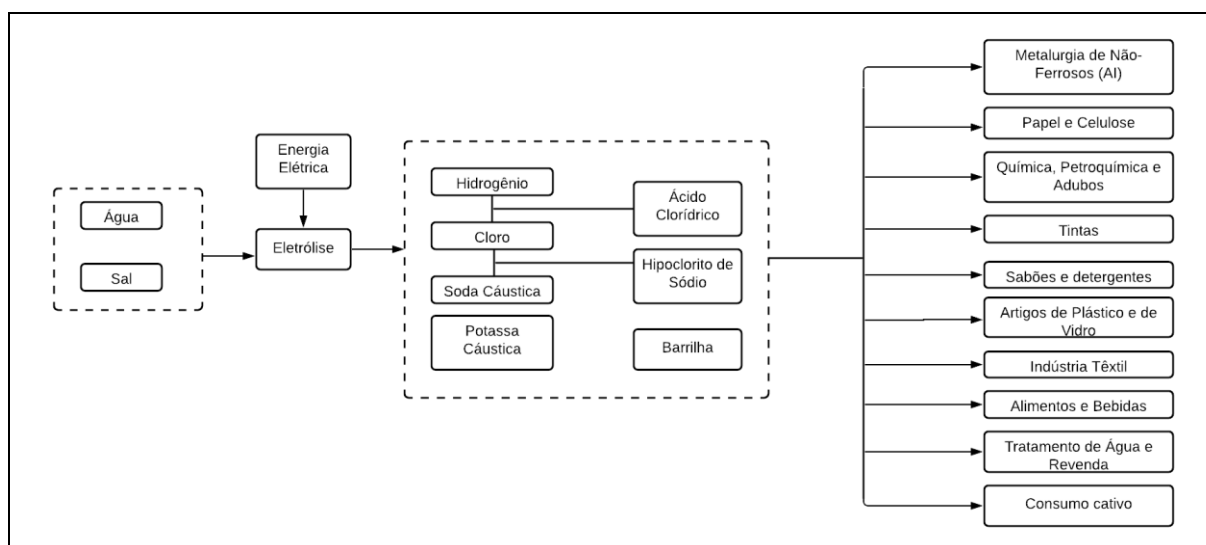 Água
Sal
Energia
Elétrica
Eletrólise
Hidrogênio
Cloro
Soda Cáustica
Potassa
Cáustica
Ácido
Clorídrico
Hipoclorito de
Sódio
Barrilha
Metalurgia de Não-
Ferrosos (Al)
Papel e Celulose
Química, Petroquímica e
Adubos
Tintas
Sabões e detergentes
Artigos de Plástico e de
Vidro
Indústria Têxtil
Alimentos e Bebidas
Tratamento de Água e
Revenda
Consumo cativo